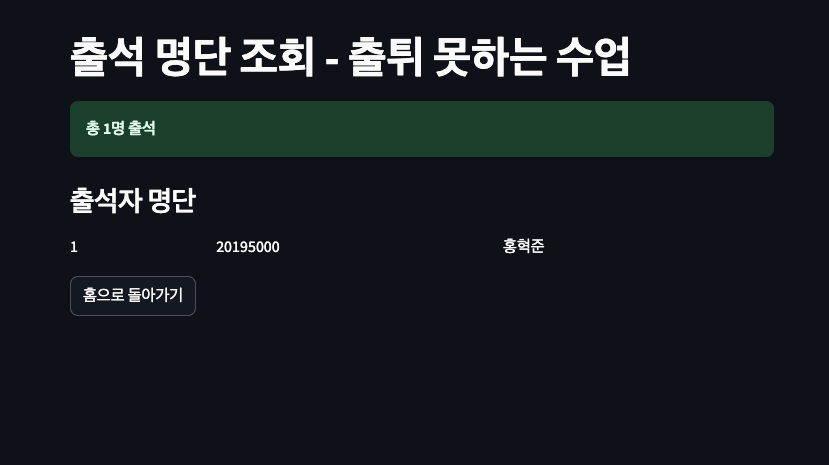 출석 명단 조회 - 출튀 못하는 수업
총 1명 출석
출석자 명단
1 20195000 홍혁준
홈으로 돌아가기